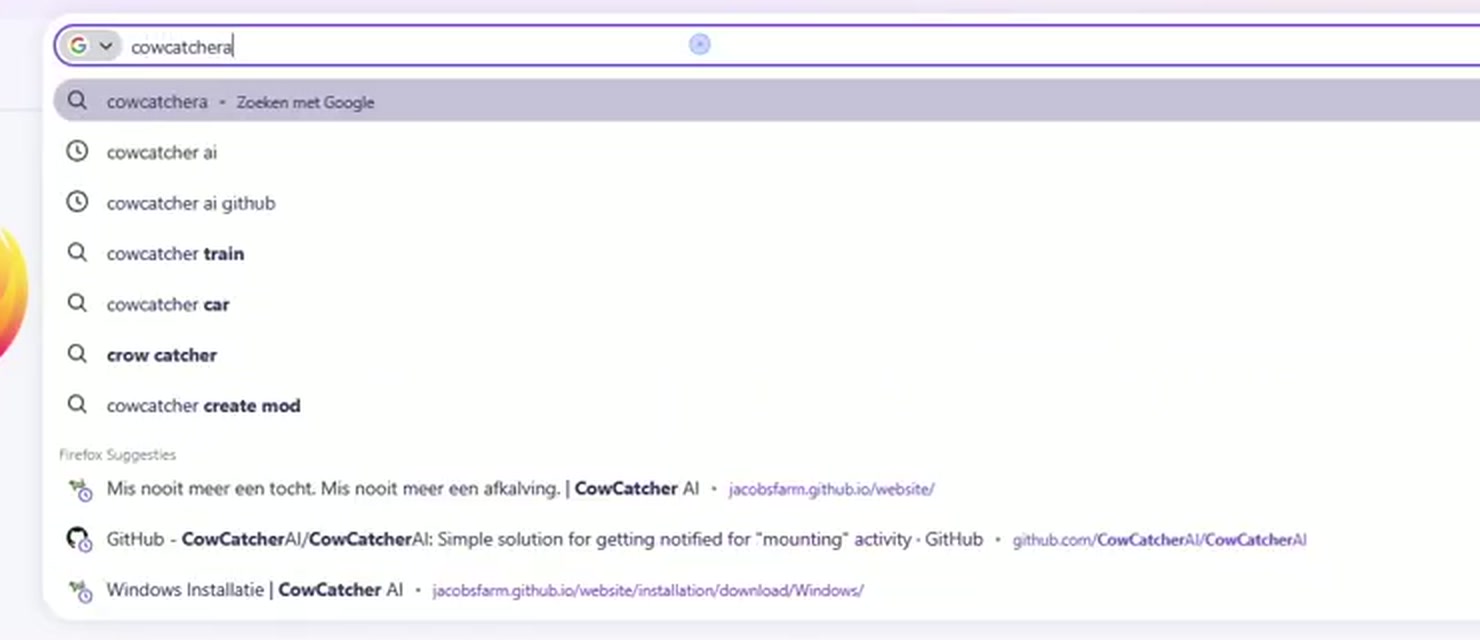 cowcatchera
cowcatchera - Zoeken met Google
cowcatcher ai
cowcatcher ai github
cowcatcher train
cowcatcher car
crow catcher
cowcatcher create mod
Firefox Suggesties
Mis nooit meer een tocht. Mis nooit meer een afkalving. | CowCatcher AI • jacobsfarm.github.io/website/
GitHub - CowCatcherAI/CowCatcherAI: Simple solution for getting notified for "mounting" activity · GitHub • github.com/CowCatcherAI/CowCatcherAI
Windows Installatie | CowCatcher AI • jacobsfarm.github.io/website/installation/download/Windows/